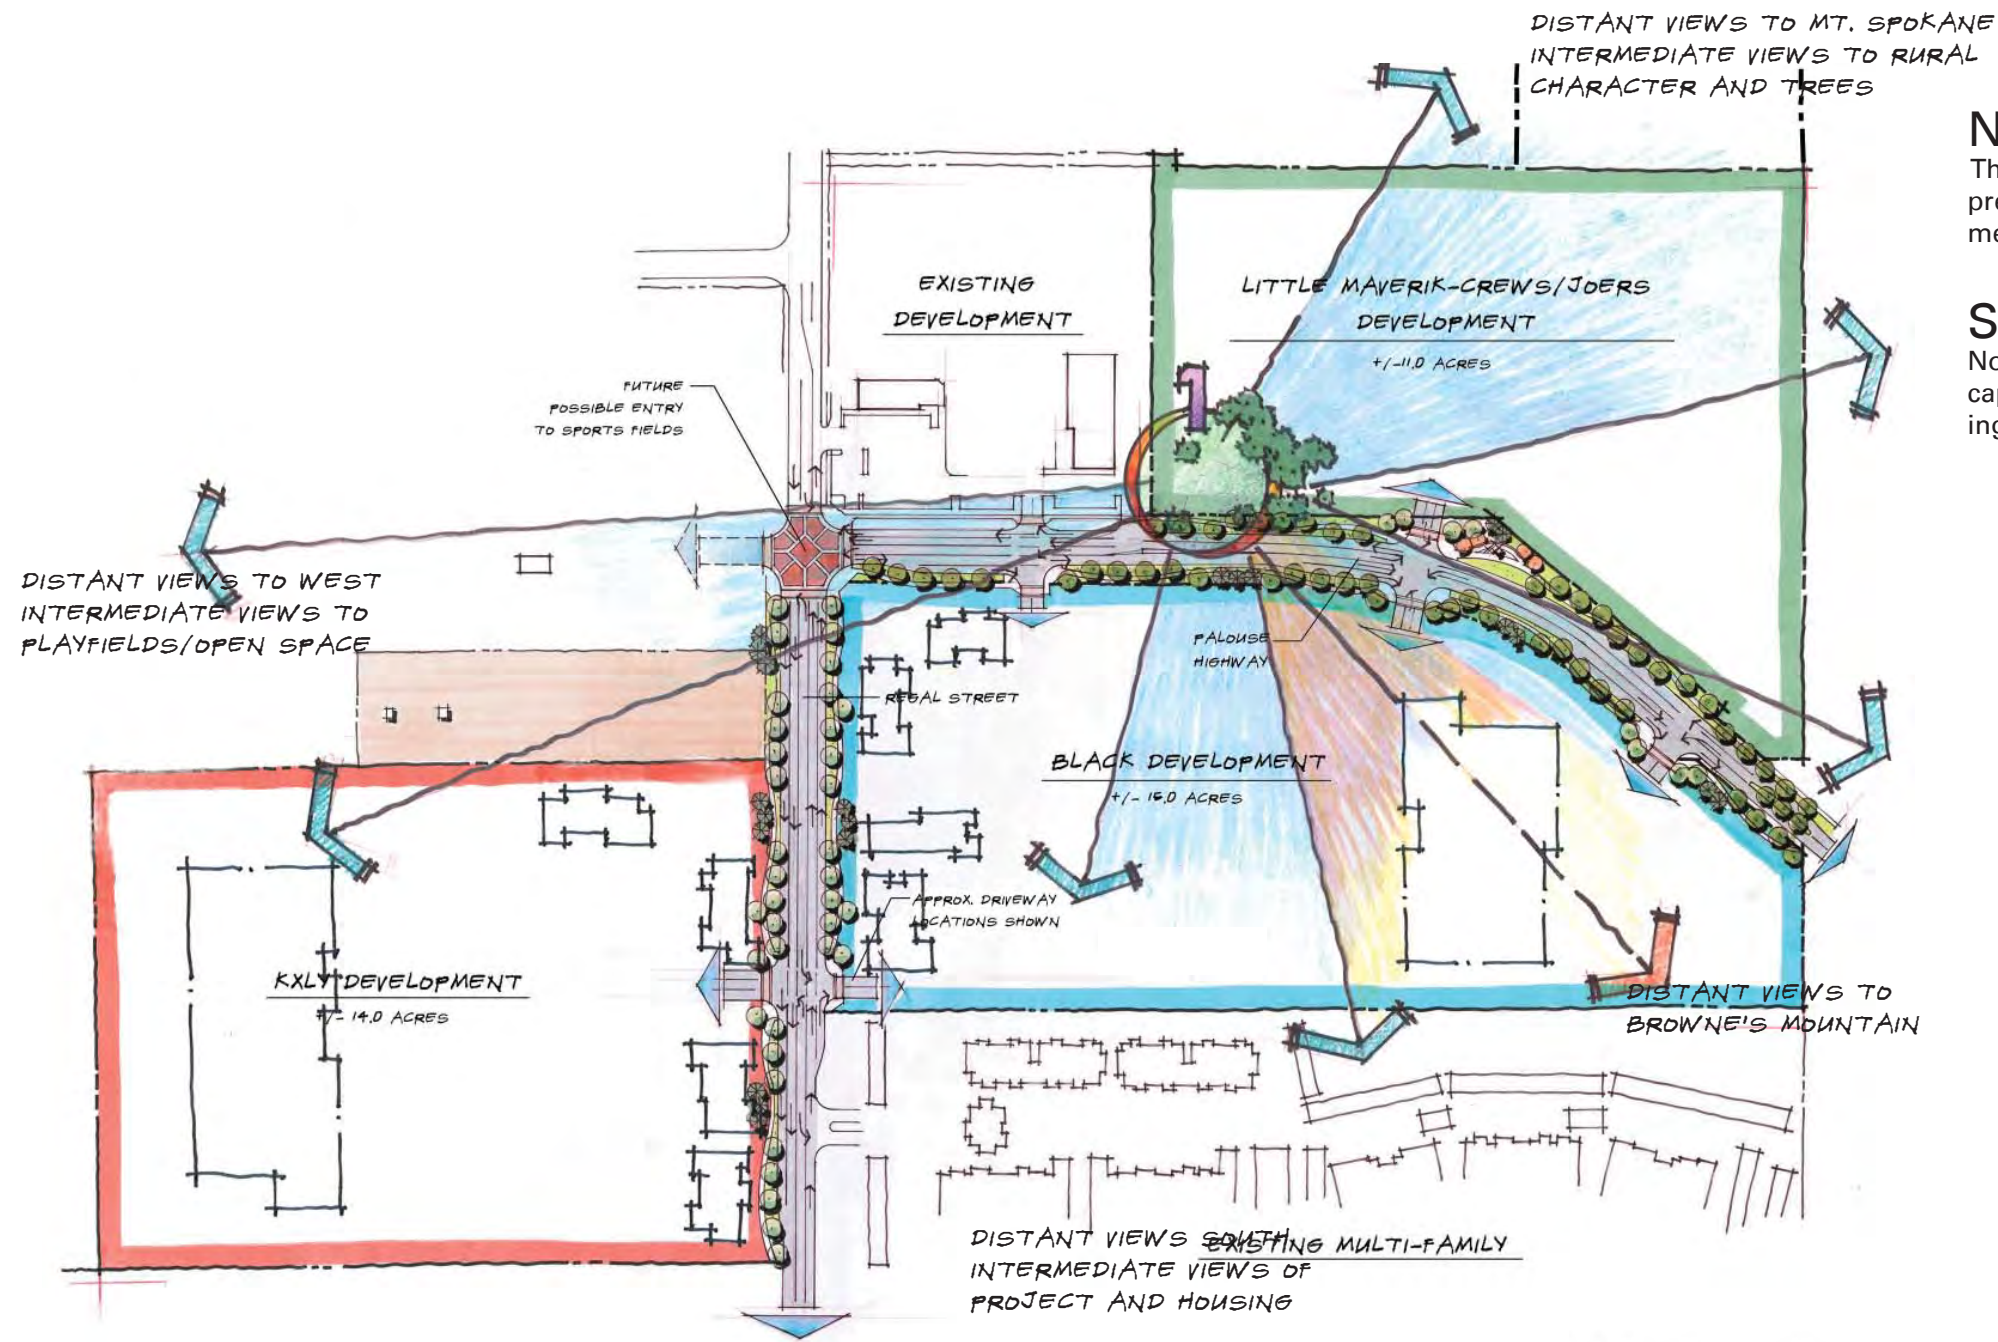 DISTANT VIEWS TO MT. SPOKANE
INTERMEDIATE VIEWS TO RURAL
CHARACTER AND TREES
N
Th
pro
me
S
No
cap
ing
EXISTING
DEVELOPMENT
LITTLE MAVERIK-CREWS/JOERS
DEVELOPMENT
+/-11.0 ACRES
1
FUTURE
POSSIBLE ENTRY
TO SPORTS FIELDS
DISTANT VIEWS TO WEST
INTERMEDIATE VIEWS TO
PLAYFIELDS/OPEN SPACE
PALOUSE
HIGHWAY
REGAL STREET
BLACK DEVELOPMENT
ACRES
APPROX. DRIVEWAY
LOCATIONS SHOWN
KXLY DEVELOPMENT
+/- 14.0 ACRES
DISTANT VIEWS TO
BROWNE'S MOUNTAIN
DISTANT VIEWS SOUTH
INTERMEDIATE VIEWS OF
PROJECT AND HOUSING
EXISTING MULTI-FAMILY